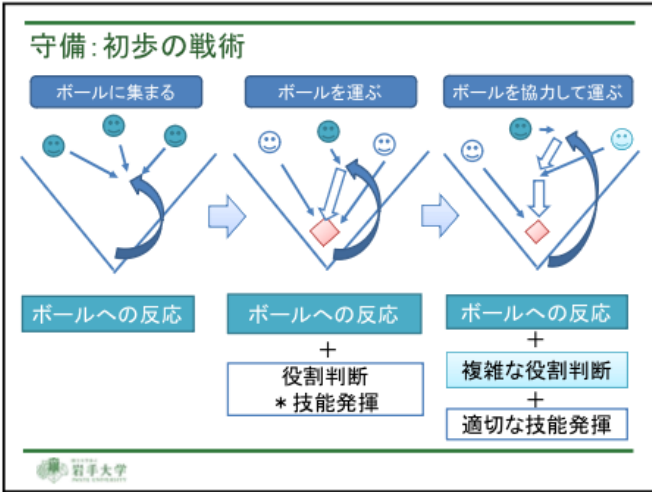 守備：初歩の戦術
ボールに集まる
ボールを運ぶ
ボールを協力して運ぶ
ボールへの反応
ボールへの反応
+
役割判断
＊技能発揮
ボールへの反応
+
複雑な役割判断
+
適切な技能発揮
岩手大学
IWATE UNIVERSITY